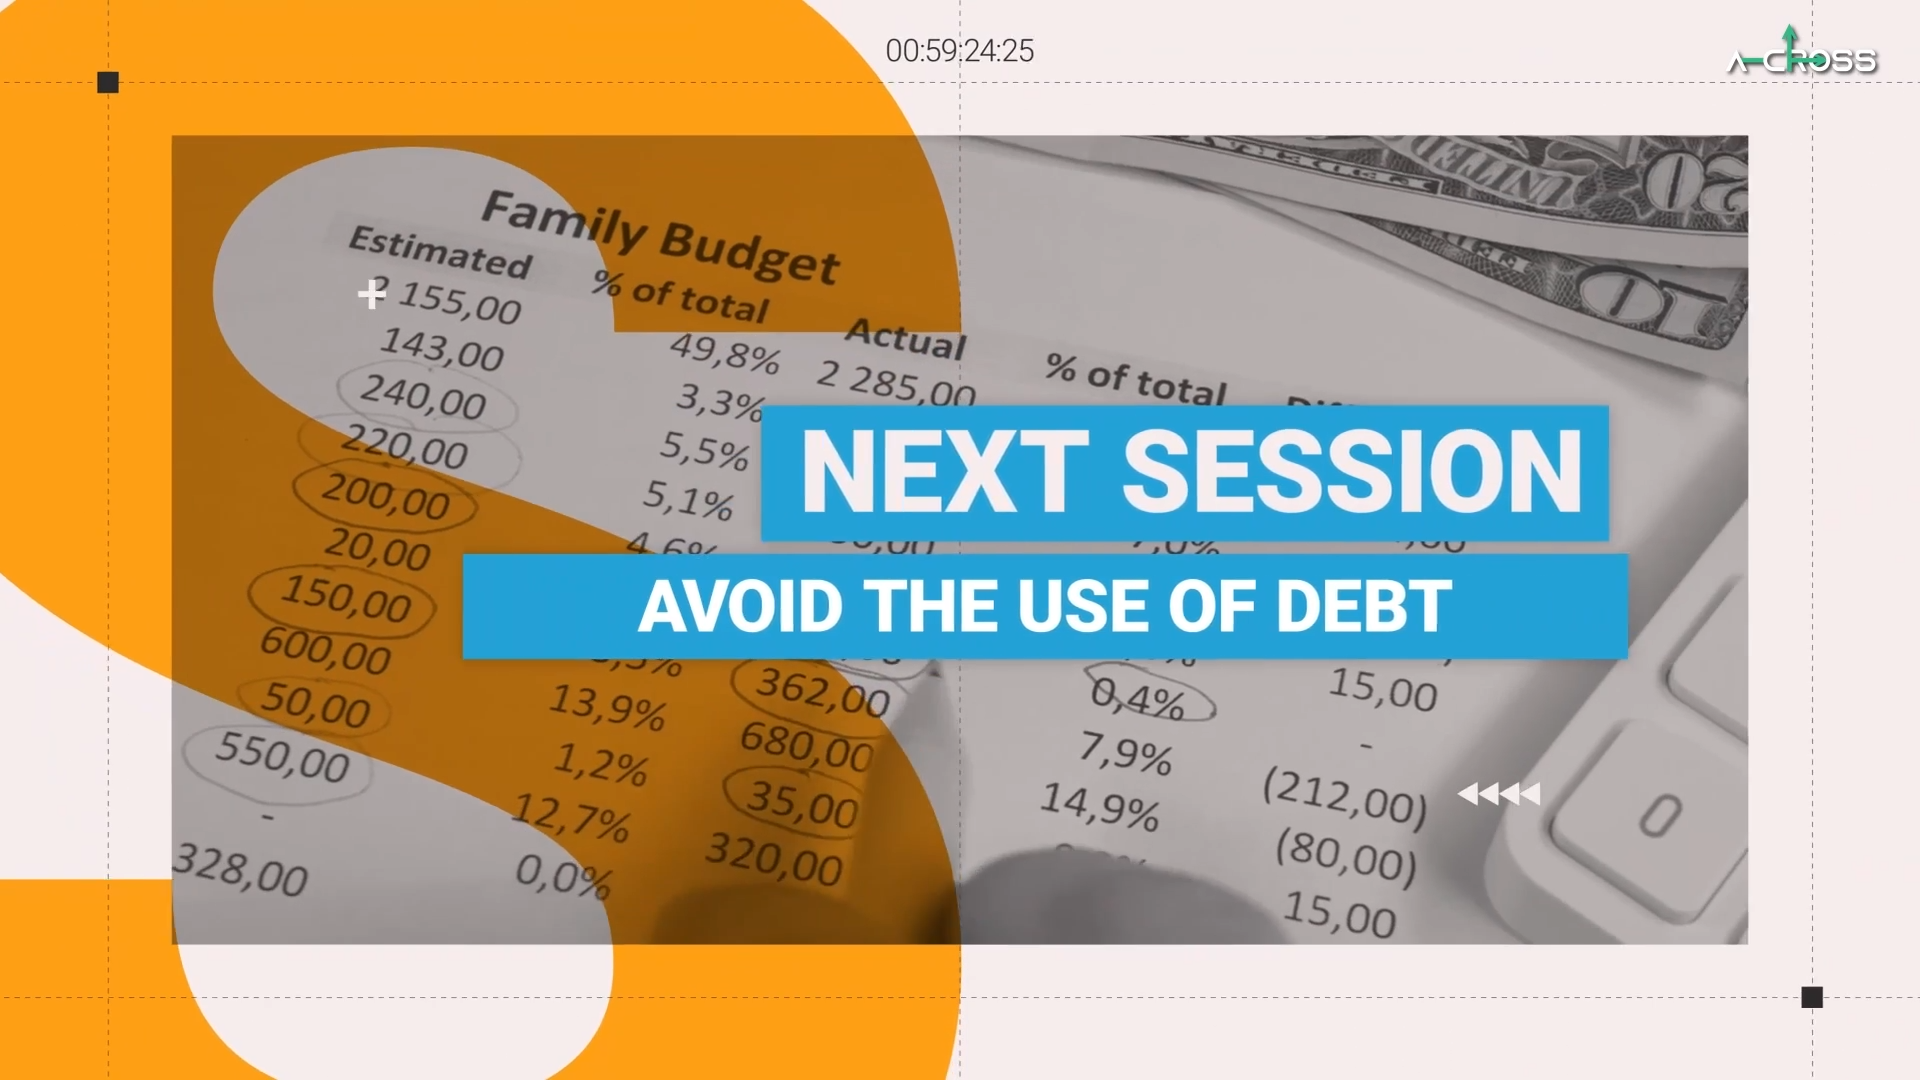 00:59:24:25
A-CROSS
Family Budget
Estimated % of total Actual % of total
155,00 49,8% 2 285,00
143,00 3,3%
240,00 5,5%
220,00 5,1%
200,00
20,00
150,00
600,00 13,9% 362,00 0,4% 15,00
50,00 1,2% 680,00 7,9% -
550,00 12,7% 35,00 14,9% (212,00)
- 0,0% 320,00 (80,00)
328,00 15,00
NEXT SESSION
AVOID THE USE OF DEBT
UNITED
20
10
0